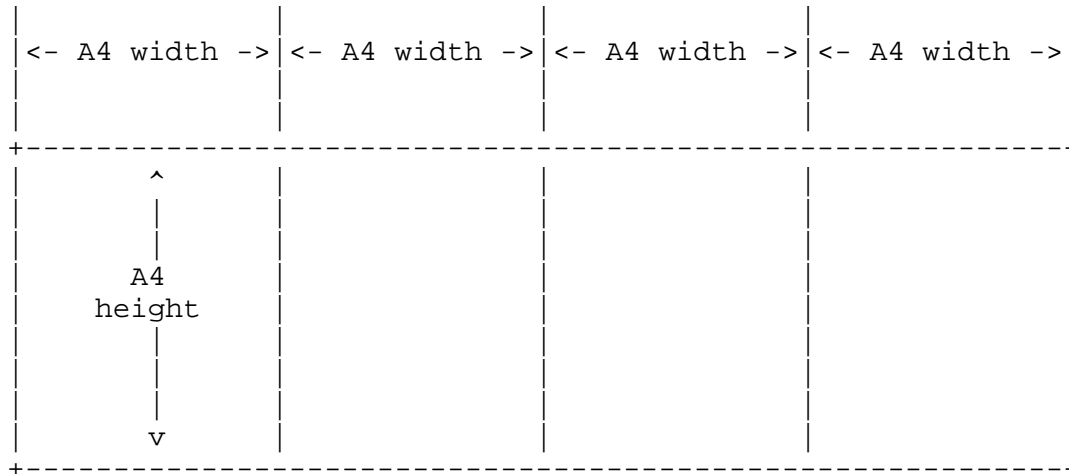 |<- A4 width ->|<- A4 width ->|<- A4 width ->|<- A4 width ->
^
A4
height
v